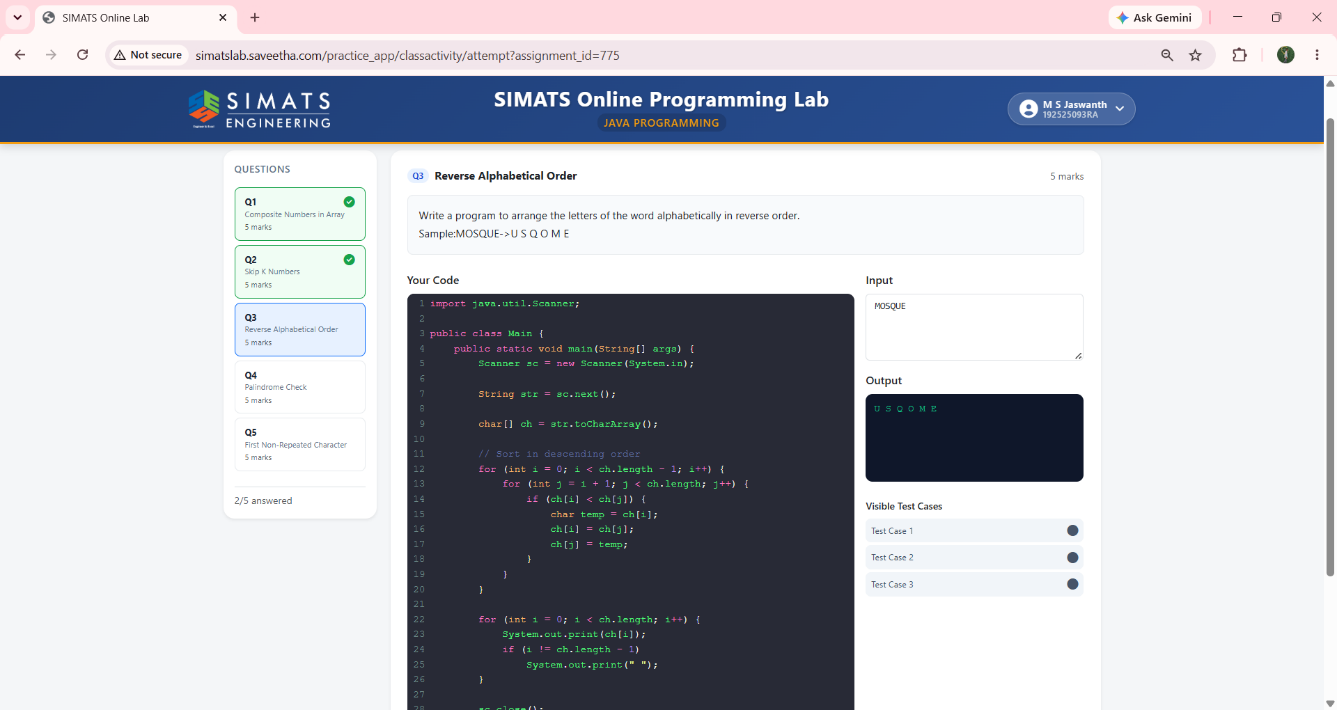 SIMATS Online Lab
Ask Gemini
Not secure simatslab.saveetha.com/practice_app/classactivity/attempt?assignment_id=775
SIMATS
ENGINEERING
SIMATS Online Programming Lab
JAVA PROGRAMMING
M S Jaswanth
192525093RA
QUESTIONS
Q1
Composite Numbers in Array
5 marks
Q2
Skip K Numbers
5 marks
Q3
Reverse Alphabetical Order
5 marks
Q4
Palindrome Check
5 marks
Q5
First Non-Repeated Character
5 marks
2/5 answered
Q3 Reverse Alphabetical Order 5 marks
Write a program to arrange the letters of the word alphabetically in reverse order.
Sample:MOSQUE->U S Q O M E
Your Code
1 import java.util.Scanner;
2
3 public class Main {
4 public static void main(String[] args) {
5 Scanner sc = new Scanner(System.in);
6
7 String str = sc.next();
8
9 char[] ch = str.toCharArray();
10
11 // Sort in descending order
12 for (int i = 0; i < ch.length - 1; i++) {
13 for (int j = i + 1; j < ch.length; j++) {
14 if (ch[i] < ch[j]) {
15 char temp = ch[i];
16 ch[i] = ch[j];
17 ch[j] = temp;
18 }
19 }
20 }
21
22 for (int i = 0; i < ch.length; i++) {
23 System.out.print(ch[i]);
24 if (i != ch.length - 1)
25 System.out.print(" ");
26 }
27
28 sc.close();
Input
MOSQUE
Output
U S Q O M E
Visible Test Cases
Test Case 1
Test Case 2
Test Case 3